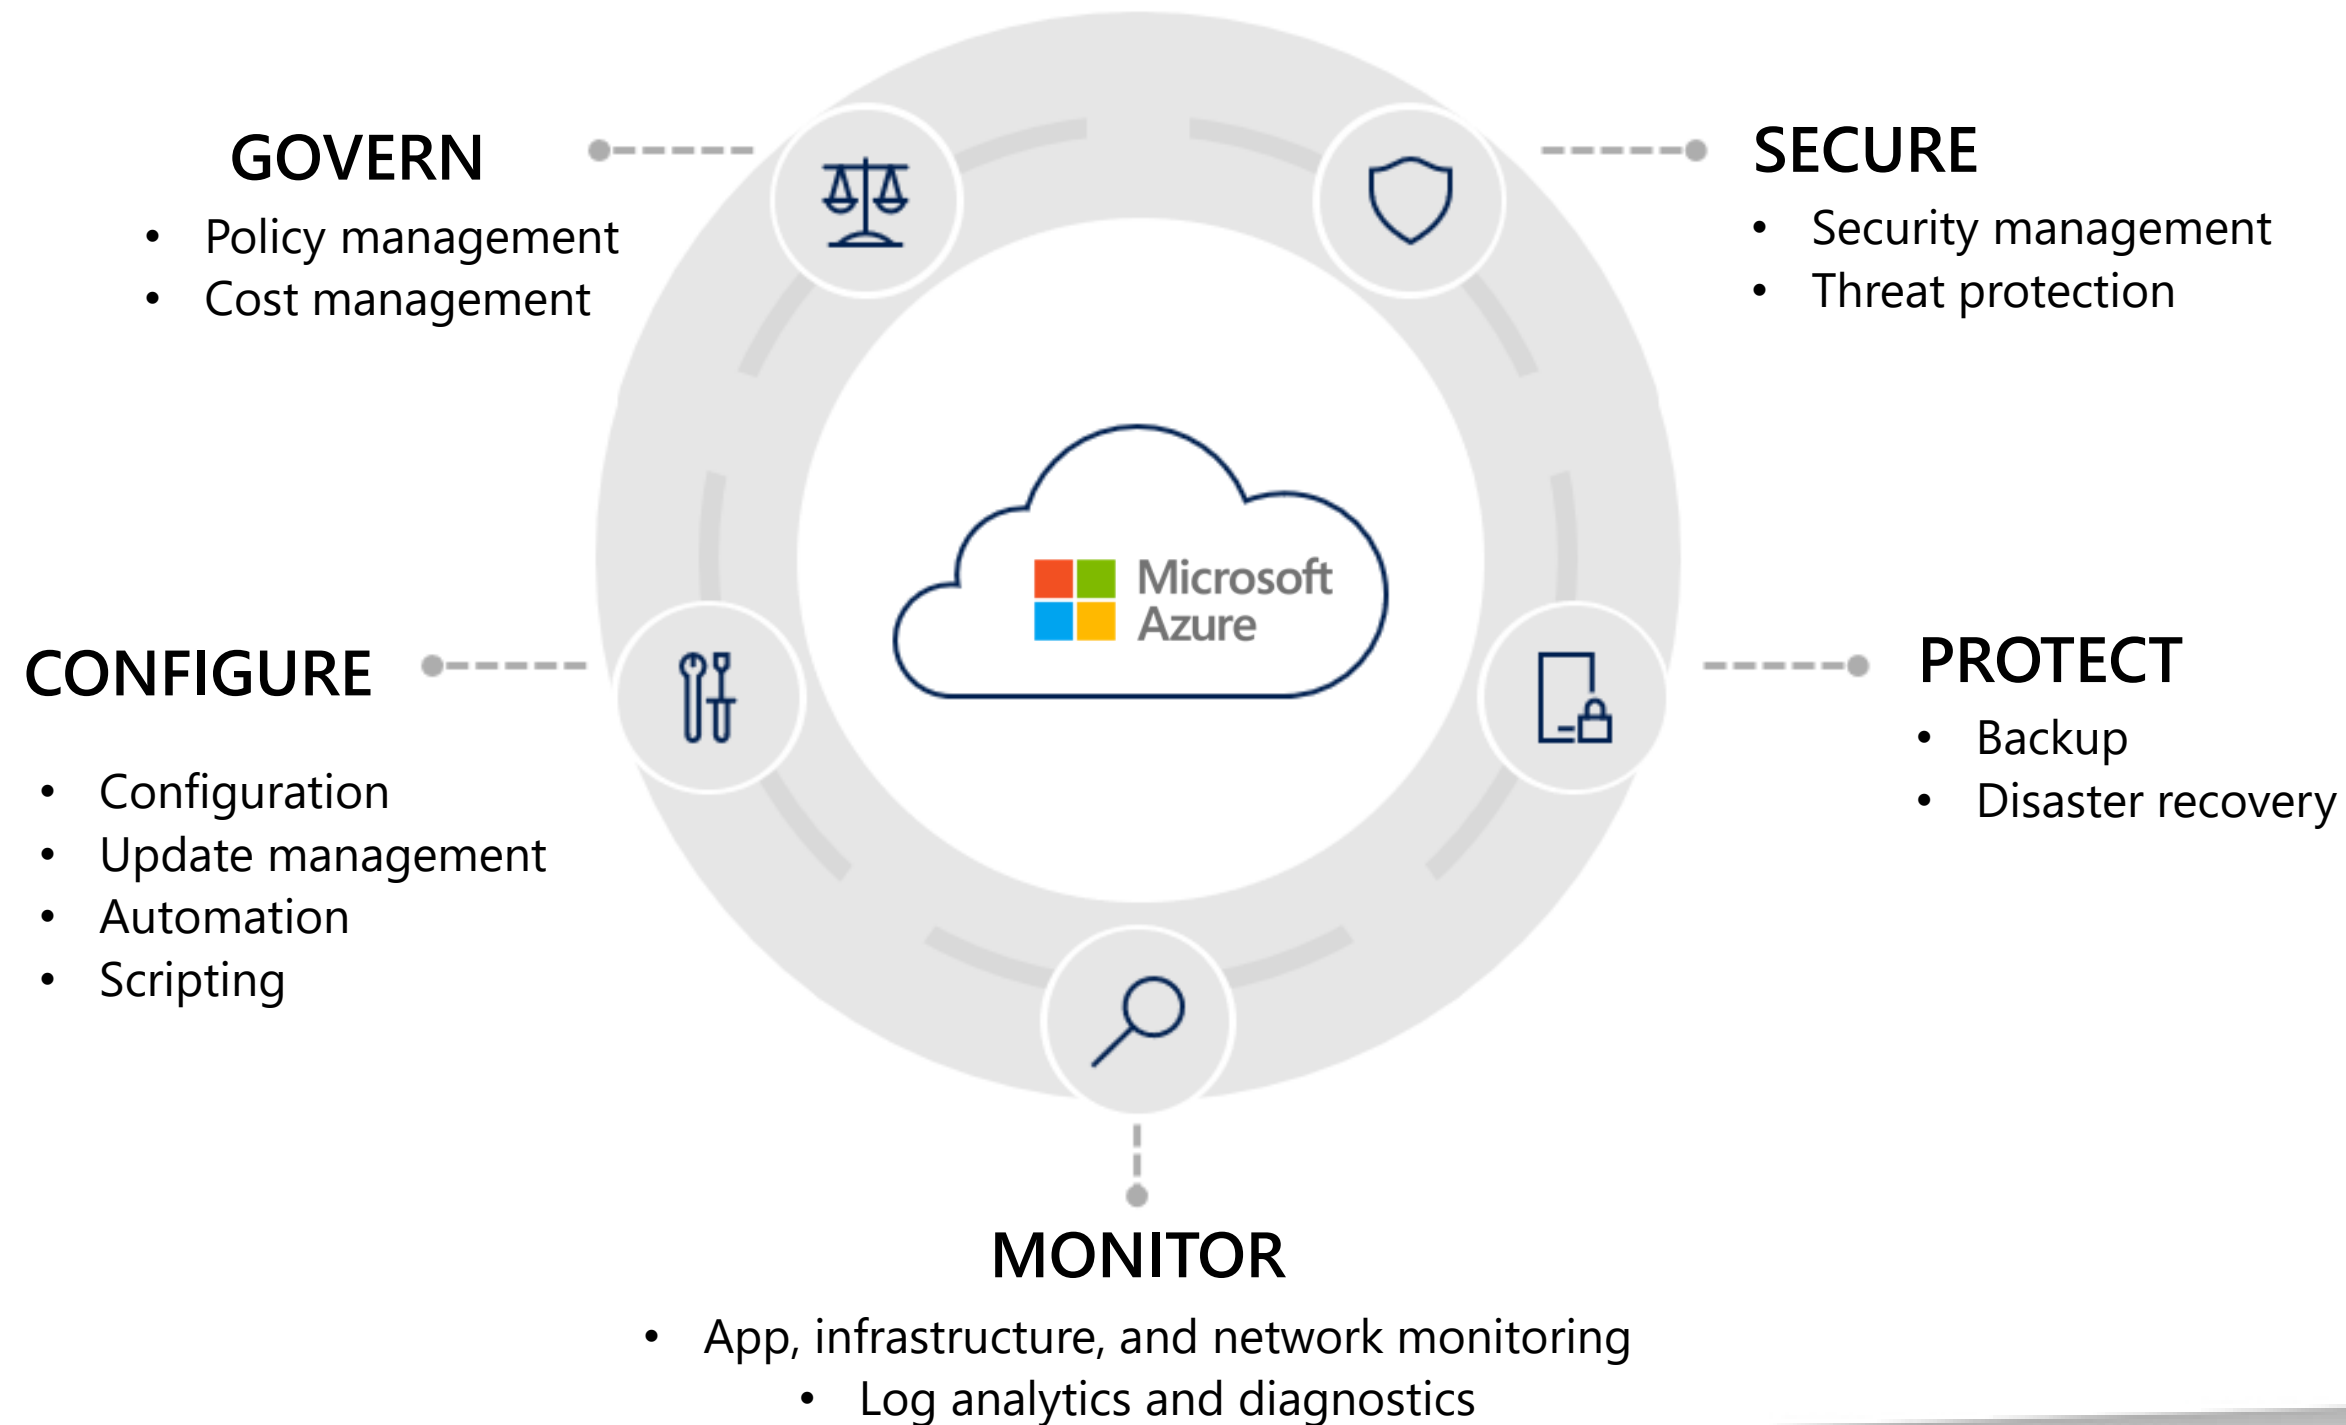 GOVERN
• Policy management
• Cost management
SECURE
• Security management
• Threat protection
Microsoft
Azure
CONFIGURE
• Configuration
• Update management
• Automation
• Scripting
PROTECT
• Backup
• Disaster recovery
MONITOR
• App, infrastructure, and network monitoring
• Log analytics and diagnostics